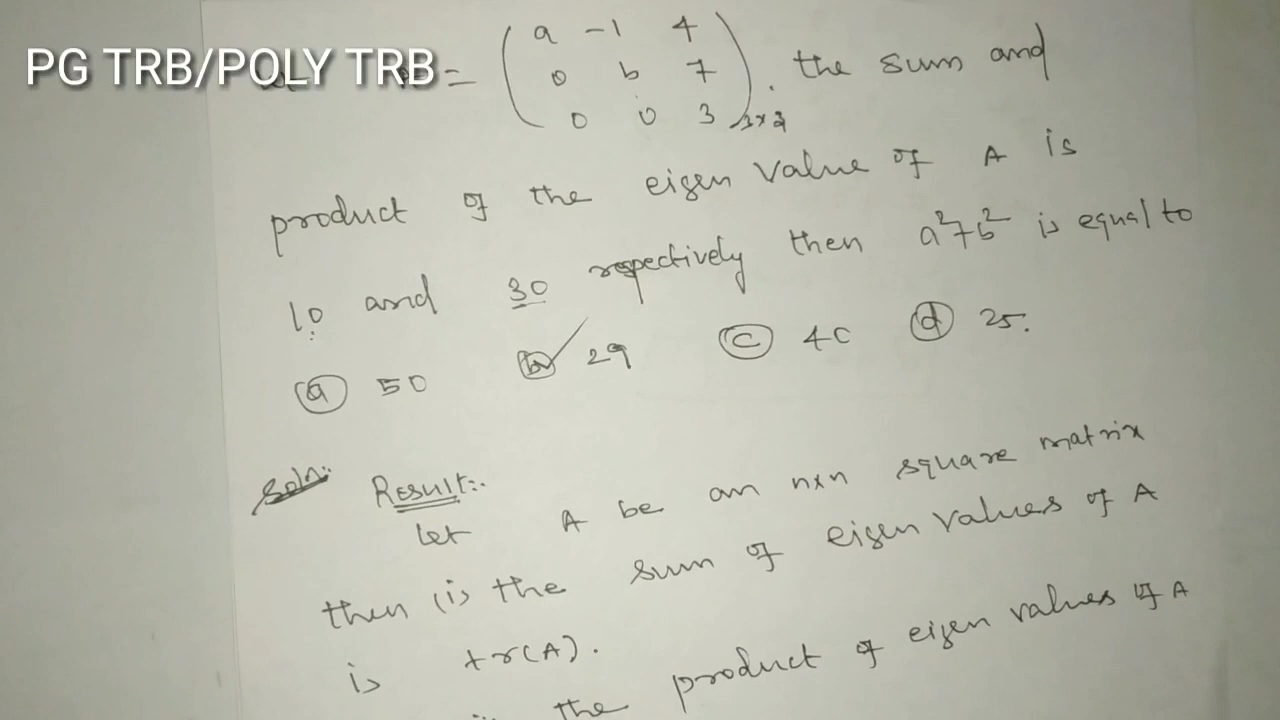 PG TRB/POLY TRB
= ( a -1 4
0 b 7
0 0 3 )3x3. the sum and
product of the eigen value of A is
10 and 30 respectively then a²+b² is equal to
(a) 50 (b) ✓ 29 (c) 40 (d) 25.
Soln: Result:.
Let A be an nxn square matrix
then (i) the sum of eigen values of A
is tr(A).
the product of eigen values of A